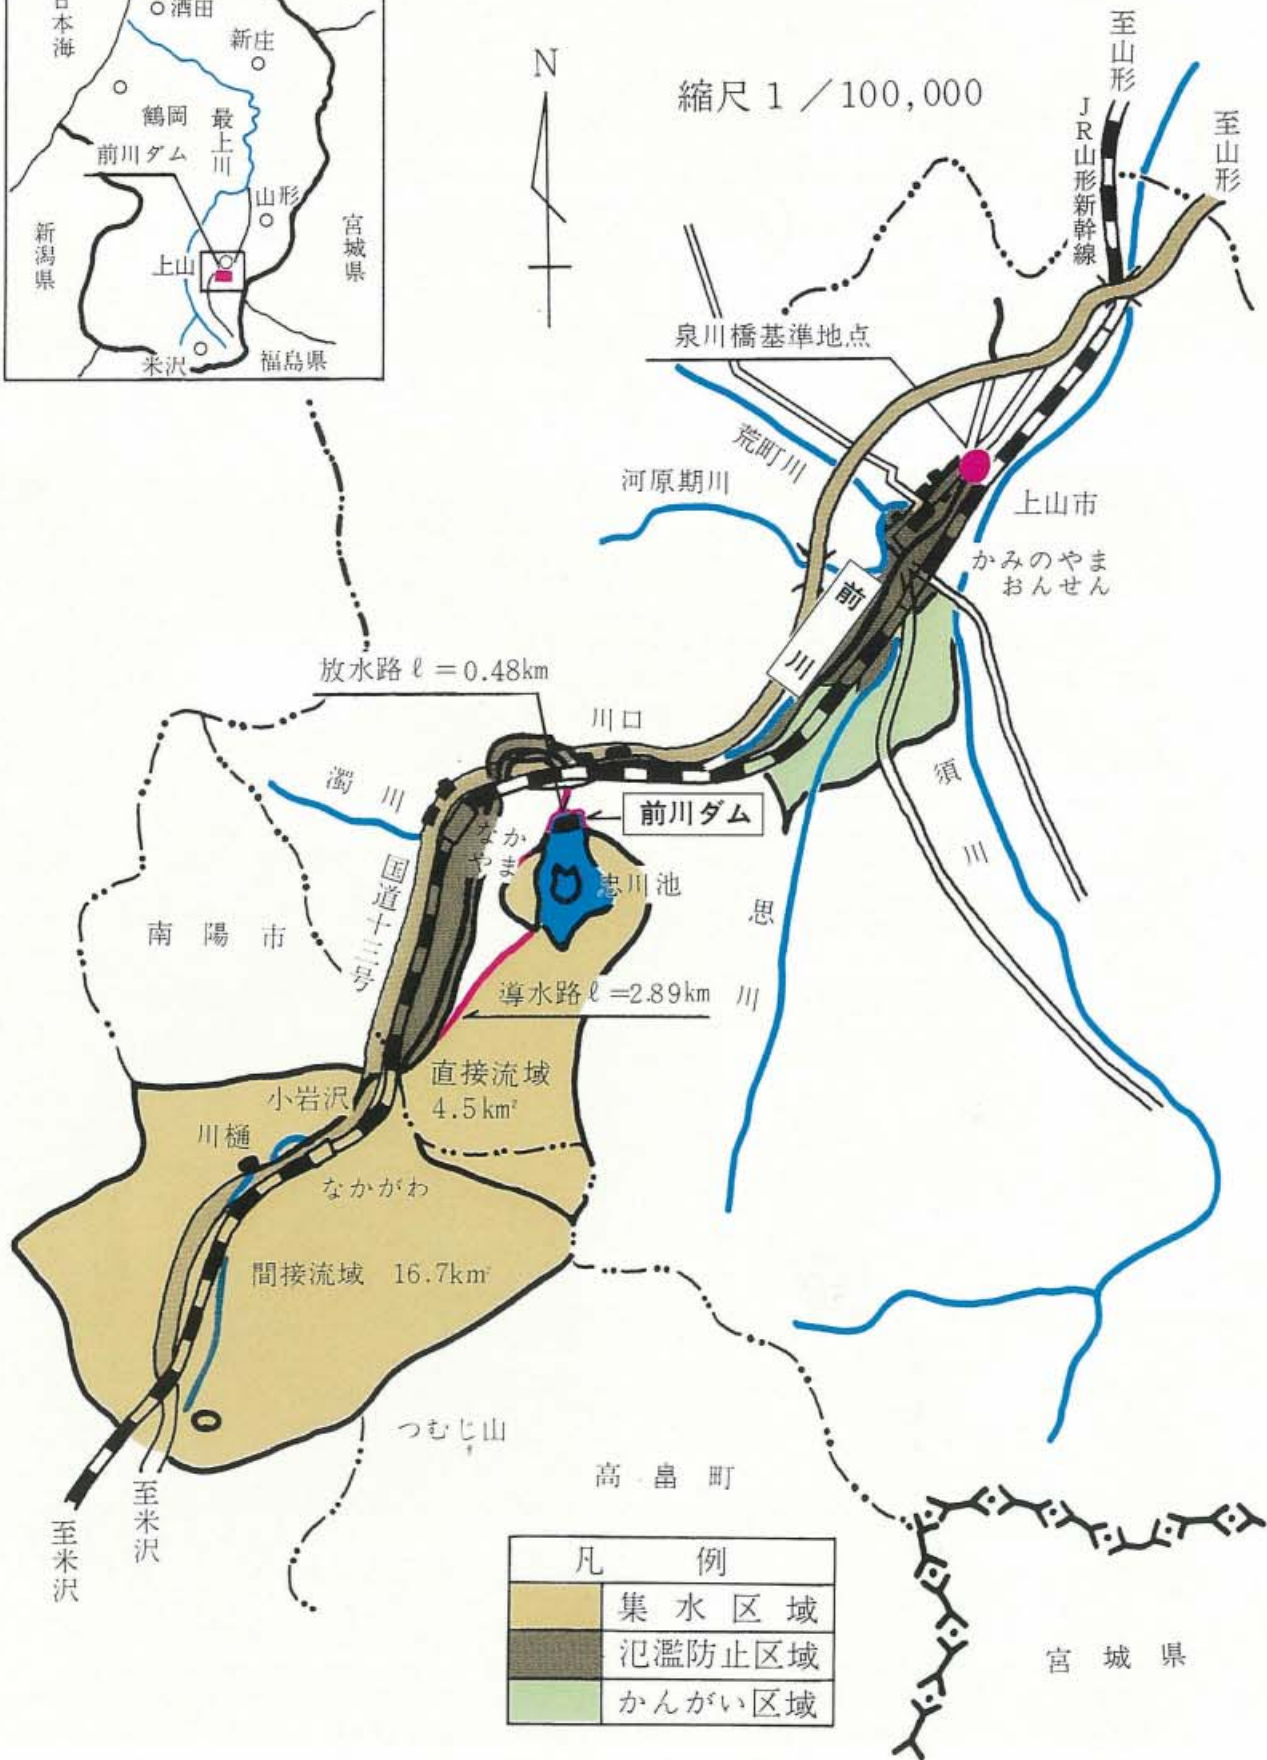 日本海
酒田
新庄
鶴岡
最上川
前川ダム
山形
新潟県
宮城県
上山
米沢
福島県
N
縮尺 1 / 100,000
至山形
JR山形新幹線
至山形
泉川橋基準地点
荒町川
河原期川
上山市
かみのやま
おんせん
前川
放水路 ℓ = 0.48km
川口
濁川
前川ダム
なか
やま
忠川池
須川
国道十三号
南陽市
思川
導水路 ℓ = 2.89km
直接流域
4.5km²
小岩沢
川樋
なかがわ
間接流域 16.7km²
つむじ山
高畠町
至米沢
至米沢
凡例
集水区域
氾濫防止区域
かんがい区域
宮城県